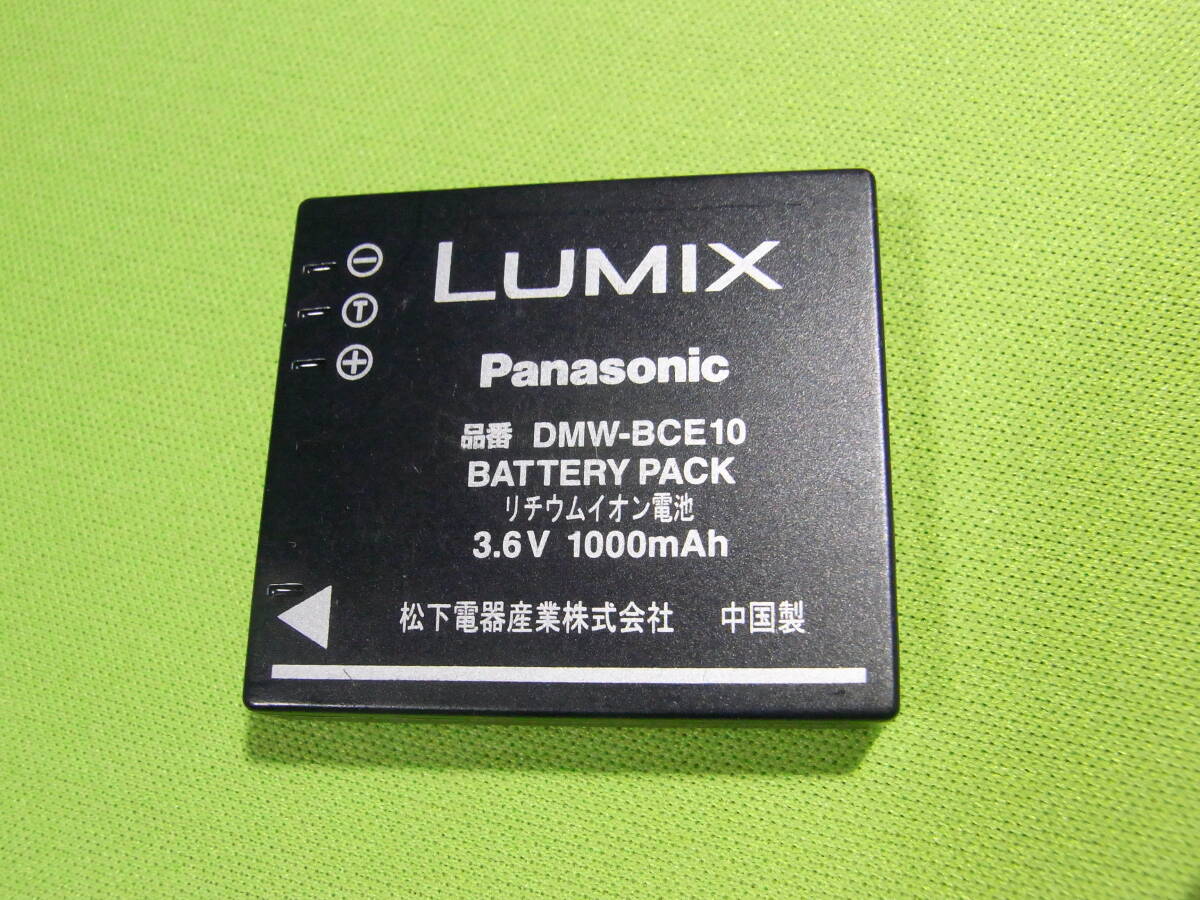 LUMIX
Panasonic
品番 DMW-BCE10
BATTERY PACK
リチウムイオン電池
3.6V 1000mAh
松下電器産業株式会社 中国製
⊖
T
⊕